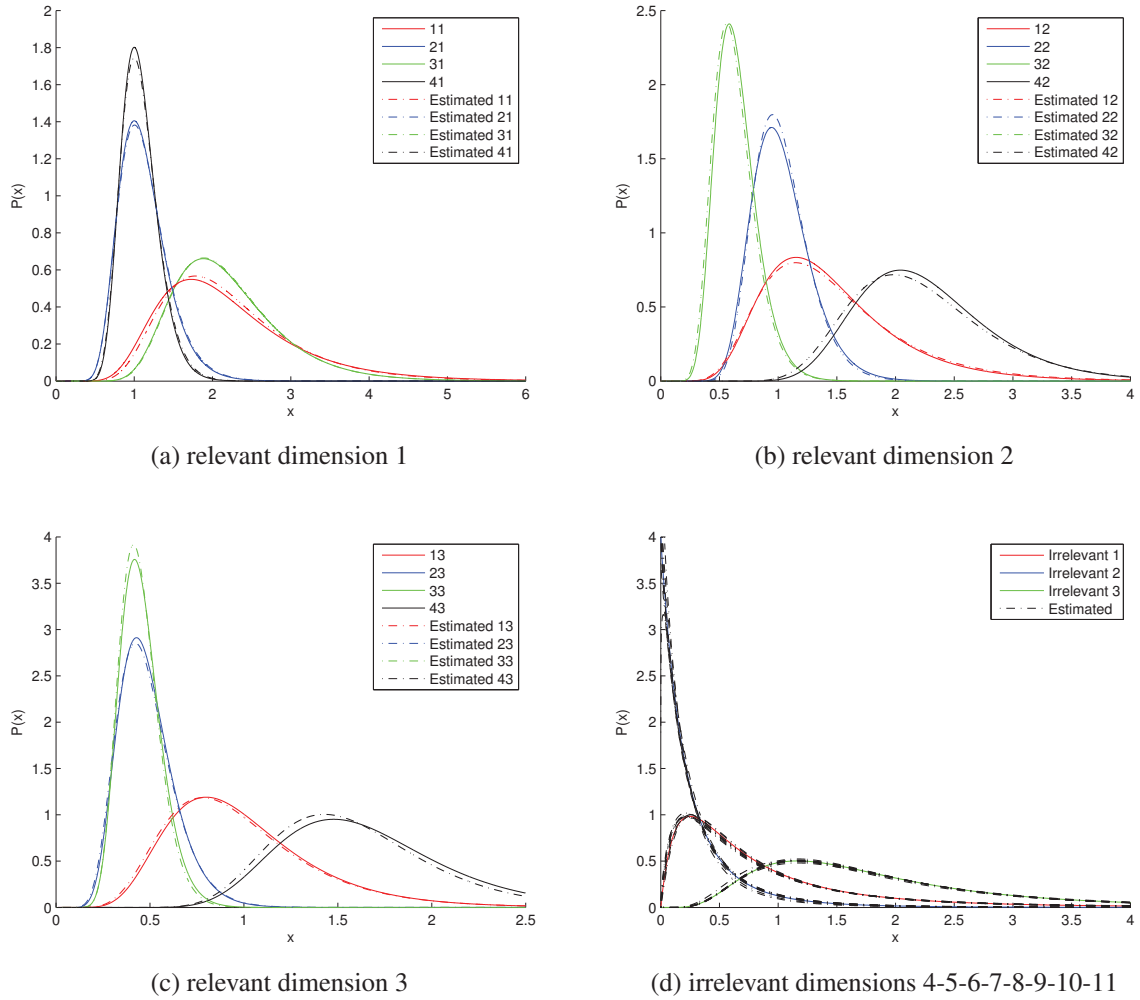 2
1.8
1.6
1.4
1.2
1
0.8
0.6
0.4
0.2
0
P(x)
0 1 2 3 4 5 6
x
11
21
31
41
Estimated 11
Estimated 21
Estimated 31
Estimated 41
(a) relevant dimension 1
2.5
2
1.5
1
0.5
0
P(x)
0 0.5 1 1.5 2 2.5 3 3.5 4
x
12
22
32
42
Estimated 12
Estimated 22
Estimated 32
Estimated 42
(b) relevant dimension 2
4
3.5
3
2.5
2
1.5
1
0.5
0
P(x)
0 0.5 1 1.5 2 2.5
x
13
23
33
43
Estimated 13
Estimated 23
Estimated 33
Estimated 43
(c) relevant dimension 3
4
3.5
3
2.5
2
1.5
1
0.5
0
P(x)
0 0.5 1 1.5 2 2.5 3 3.5 4
x
Irrelevant 1
Irrelevant 2
Irrelevant 3
Estimated
(d) irrelevant dimensions 4-5-6-7-8-9-10-11